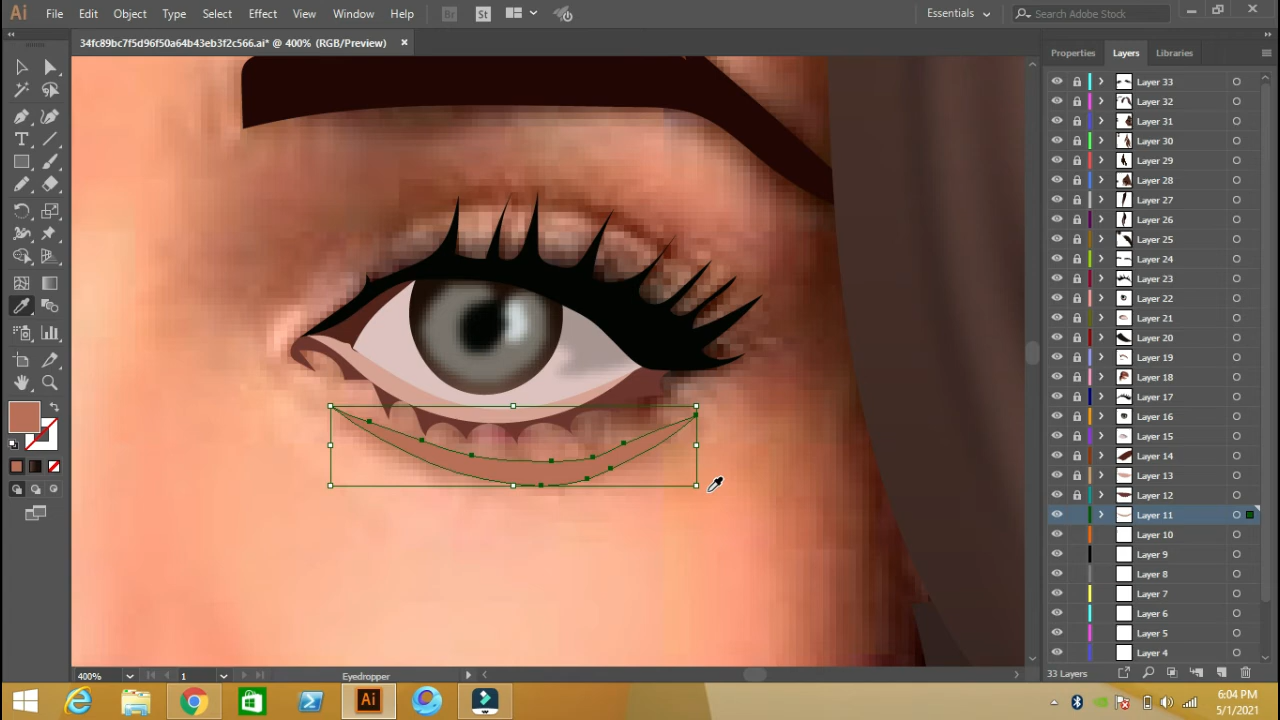 Ai File Edit Object Type Select Effect View Window Help Br St Essentials Search Adobe Stock
34fc89bc7f5d96f50a64b43eb3f2c566.ai* @ 400% (RGB/Preview)
Properties Layers Libraries
Layer 33
Layer 32
Layer 31
Layer 30
Layer 29
Layer 28
Layer 27
Layer 26
Layer 25
Layer 24
Layer 23
Layer 22
Layer 21
Layer 20
Layer 19
Layer 18
Layer 17
Layer 16
Layer 15
Layer 14
Layer 13
Layer 12
Layer 11
Layer 10
Layer 9
Layer 8
Layer 7
Layer 6
Layer 5
Layer 4
400% 1 Eyedropper 33 Layers
Ai
6:04 PM
5/1/2021